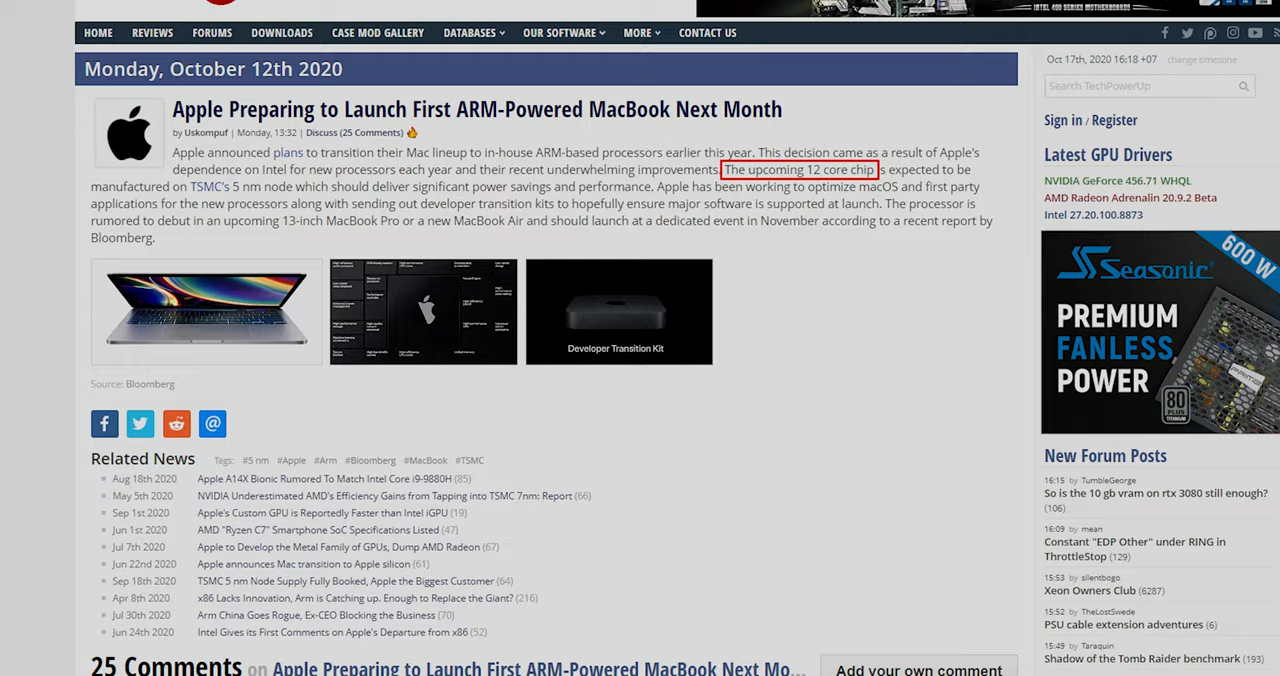 INTEL 400 SERIES MOTHERBOARDS
HOME REVIEWS FORUMS DOWNLOADS CASE MOD GALLERY DATABASES OUR SOFTWARE MORE CONTACT US
Monday, October 12th 2020
Apple Preparing to Launch First ARM-Powered MacBook Next Month
by Uskompuf | Monday, 13:32 | Discuss (25 Comments)
Apple announced plans to transition their Mac lineup to in-house ARM-based processors earlier this year. This decision came as a result of Apple's
dependence on Intel for new processors each year and their recent underwhelming improvements. The upcoming 12 core chip is expected to be
manufactured on TSMC's 5 nm node which should deliver significant power savings and performance. Apple has been working to optimize macOS and first party
applications for the new processors along with sending out developer transition kits to hopefully ensure major software is supported at launch. The processor is
rumored to debut in an upcoming 13-inch MacBook Pro or a new MacBook Air and should launch at a dedicated event in November according to a recent report by
Bloomberg.
Developer Transition Kit
Source: Bloomberg
Related News Tags: #5 nm #Apple #Arm #Bloomberg #MacBook #TSMC
Aug 18th 2020 Apple A14X Bionic Rumored To Match Intel Core i9-9880H (85)
May 5th 2020 NVIDIA Underestimated AMD's Efficiency Gains from Tapping into TSMC 7nm: Report (66)
Sep 1st 2020 Apple's Custom GPU is Reportedly Faster than Intel iGPU (19)
Jun 1st 2020 AMD "Ryzen C7" Smartphone SoC Specifications Listed (47)
Jul 7th 2020 Apple to Develop the Metal Family of GPUs, Dump AMD Radeon (67)
Jun 22nd 2020 Apple announces Mac transition to Apple silicon (61)
Sep 18th 2020 TSMC 5 nm Node Supply Fully Booked, Apple the Biggest Customer (64)
Apr 8th 2020 x86 Lacks Innovation, Arm is Catching up. Enough to Replace the Giant? (216)
Jul 30th 2020 Arm China Goes Rogue, Ex-CEO Blocking the Business (70)
Jun 24th 2020 Intel Gives its First Comments on Apple's Departure from x86 (52)
25 Comments on Apple Preparing to Launch First ARM-Powered MacBook Next Mo...
Add your own comment
Oct 17th, 2020 16:18 +07 change timezone
Search TechPowerUp
Sign in / Register
Latest GPU Drivers
NVIDIA GeForce 456.71 WHQL
AMD Radeon Adrenalin 20.9.2 Beta
Intel 27.20.100.8873
Seasonic
600 W
PREMIUM
FANLESS
POWER
80
PLUS
TITANIUM
New Forum Posts
16:15 by TumbleGeorge
So is the 10 gb vram on rtx 3080 still enough?
(106)
16:09 by mean
Constant "EDP Other" under RING in
ThrottleStop (129)
15:53 by silentbogo
Xeon Owners Club (6287)
15:52 by TheLostSwede
PSU cable extension adventures (6)
15:49 by Taraquin
Shadow of the Tomb Raider benchmark (193)